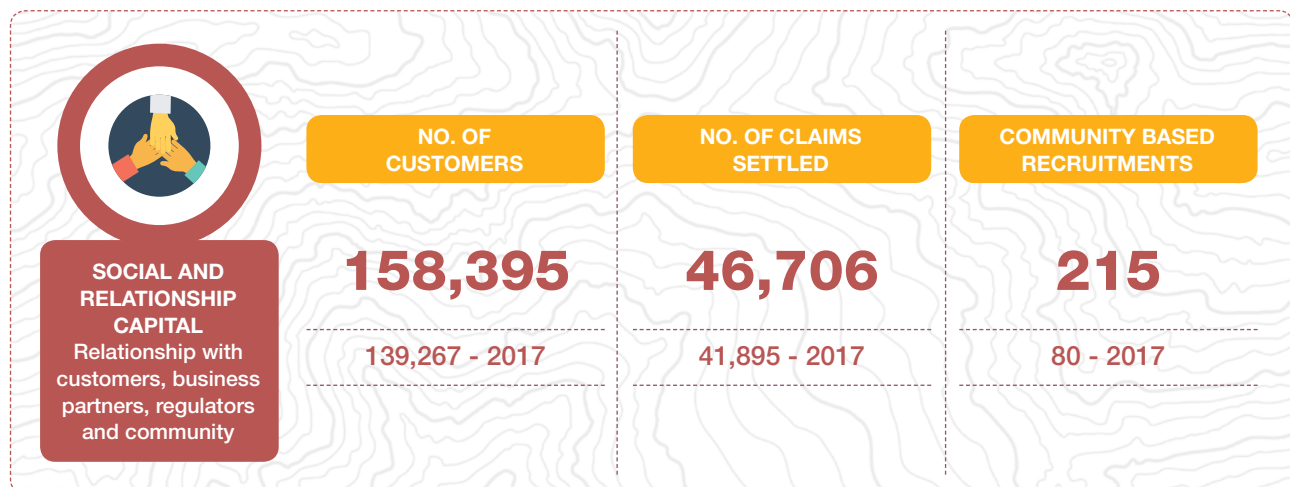 SOCIAL AND
RELATIONSHIP
CAPITAL
Relationship with
customers, business
partners, regulators
and community
NO. OF
CUSTOMERS
158,395
139,267 - 2017
NO. OF CLAIMS
SETTLED
46,706
41,895 - 2017
COMMUNITY BASED
RECRUITMENTS
215
80 - 2017